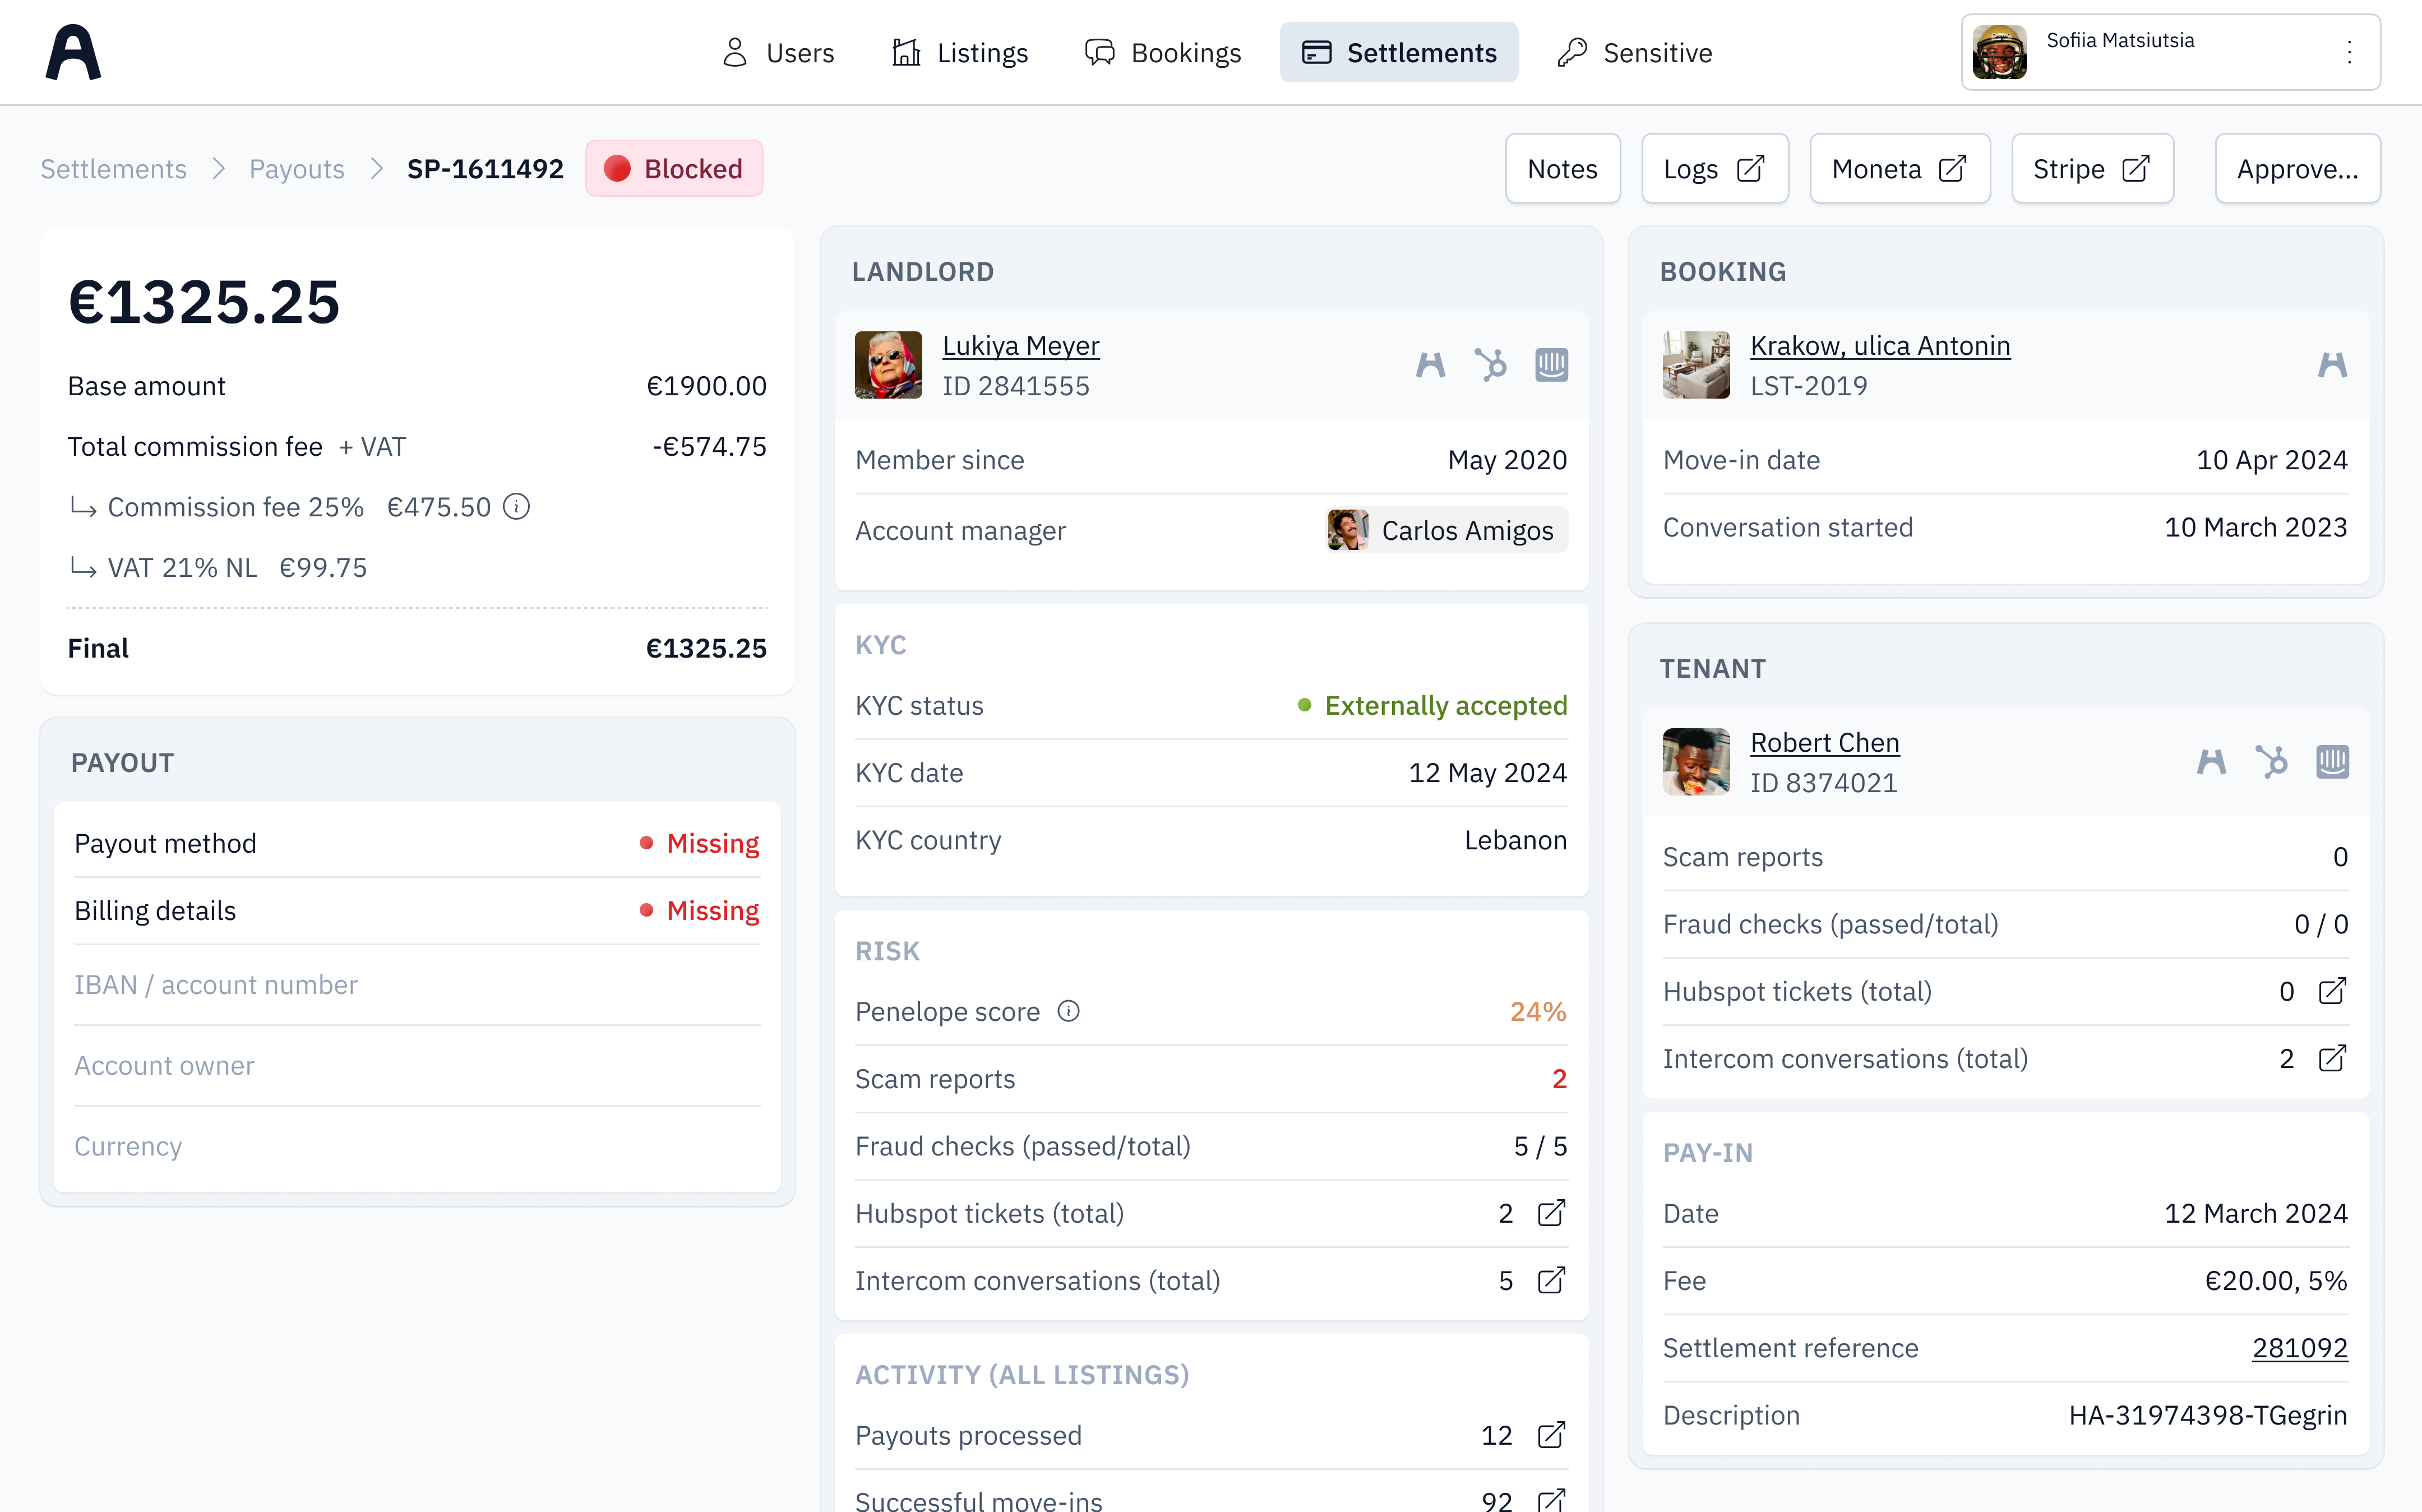 Users
Listings
Bookings
Settlements
Sensitive
Sofiia Matsiutsia
Settlements
Payouts
SP-1611492
Blocked
Notes
Logs
Moneta
Stripe
Approve...
€1325.25
Base amount €1900.00
Total commission fee + VAT -€574.75
Commission fee 25% €475.50
VAT 21% NL €99.75
Final €1325.25
PAYOUT
Payout method Missing
Billing details Missing
IBAN / account number
Account owner
Currency
LANDLORD
Lukiya Meyer
ID 2841555
Member since May 2020
Account manager Carlos Amigos
KYC
KYC status Externally accepted
KYC date 12 May 2024
KYC country Lebanon
RISK
Penelope score 24%
Scam reports 2
Fraud checks (passed/total) 5 / 5
Hubspot tickets (total) 2
Intercom conversations (total) 5
ACTIVITY (ALL LISTINGS)
Payouts processed 12
Successful move-ins 92
BOOKING
Krakow, ulica Antonin
LST-2019
Move-in date 10 Apr 2024
Conversation started 10 March 2023
TENANT
Robert Chen
ID 8374021
Scam reports 0
Fraud checks (passed/total) 0 / 0
Hubspot tickets (total) 0
Intercom conversations (total) 2
PAY-IN
Date 12 March 2024
Fee €20.00, 5%
Settlement reference 281092
Description HA-31974398-TGegrin